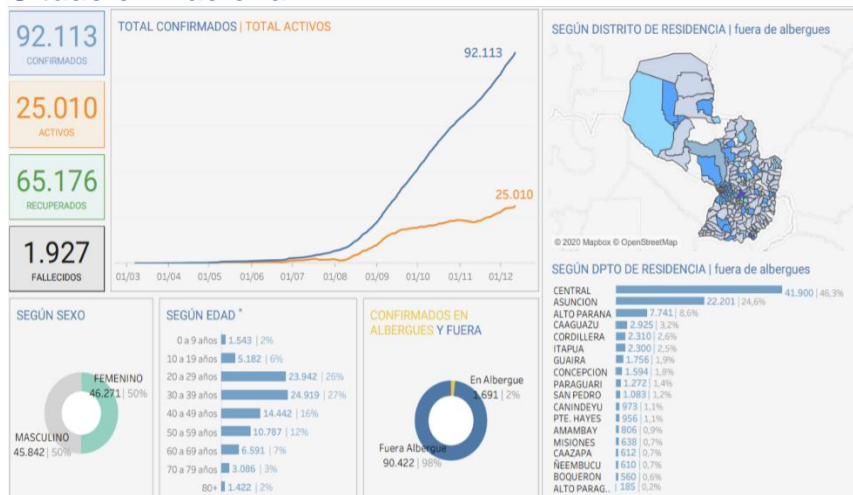 92.113
CONFIRMADOS
25.010
ACTIVOS
65.176
RECUPERADOS
1.927
FALLECIDOS
TOTAL CONFIRMADOS | TOTAL ACTIVOS
92.113
25.010
01/03 01/04 01/05 01/06 01/07 01/08 01/09 01/10 01/11 01/12
SEGÚN DISTRITO DE RESIDENCIA | fuera de albergues
© 2020 Mapbox © OpenStreetMap
SEGÚN SEXO
FEMENINO
46.271 | 50%
MASCULINO
45.842 | 50%
SEGÚN EDAD *
0 a 9 años 1.543 | 2%
10 a 19 años 5.182 | 6%
20 a 29 años 23.942 | 26%
30 a 39 años 24.919 | 27%
40 a 49 años 14.442 | 16%
50 a 59 años 10.787 | 12%
60 a 69 años 6.591 | 7%
70 a 79 años 3.086 | 3%
80+ 1.422 | 2%
CONFIRMADOS EN
ALBERGUES Y FUERA
En Albergue
1.691 | 2%
Fuera Albergue
90.422 | 98%
SEGÚN DPTO DE RESIDENCIA | fuera de albergues
CENTRAL 41.900 | 46,3%
ASUNCION 22.201 | 24,6%
ALTO PARANA 7.741 | 8,6%
CAAGUAZU 2.925 | 3,2%
CORDILLERA 2.310 | 2,6%
ITAPUA 2.300 | 2,5%
GUAIRA 1.756 | 1,9%
CONCEPCION 1.594 | 1,8%
PARAGUARI 1.272 | 1,4%
SAN PEDRO 1.083 | 1,2%
CANINDEYU 973 | 1,1%
PTE. HAYES 956 | 1,1%
AMAMBAY 806 | 0,9%
MISIONES 638 | 0,7%
CAAZAPA 612 | 0,7%
ÑEEMBUCU 610 | 0,7%
BOQUERON 560 | 0,6%
ALTO PARAG.. 185 | 0,2%